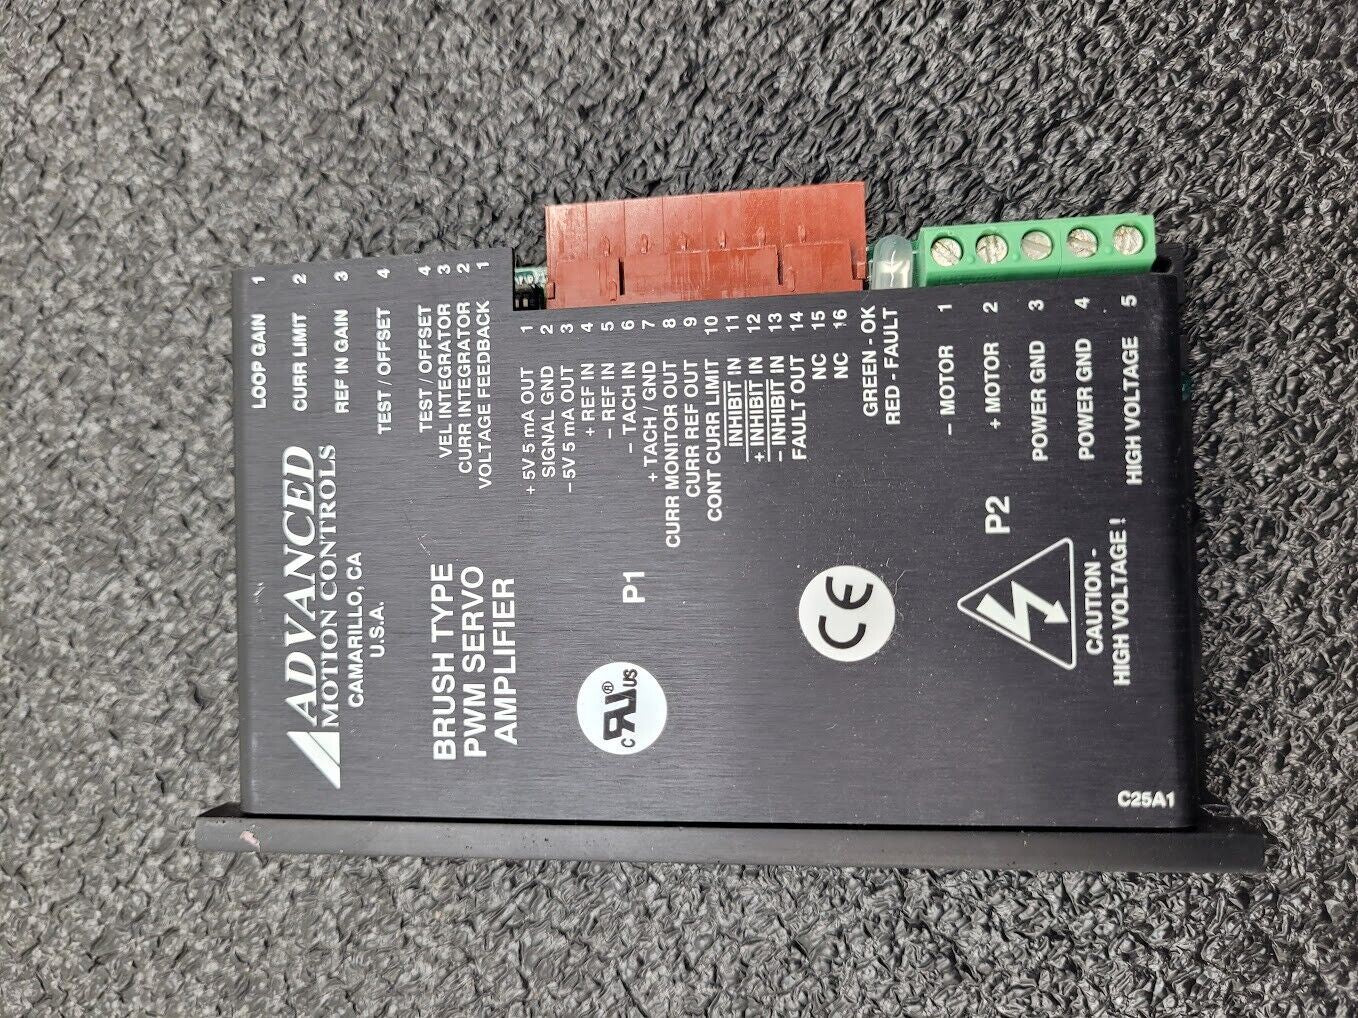 ADVANCED
MOTION CONTROLS
CAMARILLO, CA
U.S.A.
LOOP GAIN 1
CURR LIMIT 2
REF IN GAIN 3
TEST / OFFSET 4
TEST / OFFSET 4
VEL INTEGRATOR 3
CURR INTEGRATOR 2
VOLTAGE FEEDBACK 1
BRUSH TYPE
PWM SERVO
AMPLIFIER
+ 5V 5 mA OUT 1
SIGNAL GND 2
– 5V 5 mA OUT 3
+ REF IN 4
– REF IN 5
– TACH IN 6
+ TACH / GND 7
CURR MONITOR OUT 8
CURR REF OUT 9
CONT CURR LIMIT 10
INHIBIT IN 11
+ INHIBIT IN 12
– INHIBIT IN 13
FAULT OUT 14
NC 15
NC 16
P1
c RU ® US
CE
GREEN - OK
RED - FAULT
– MOTOR 1
+ MOTOR 2
POWER GND 3
POWER GND 4
HIGH VOLTAGE 5
P2
CAUTION -
HIGH VOLTAGE !
C25A1